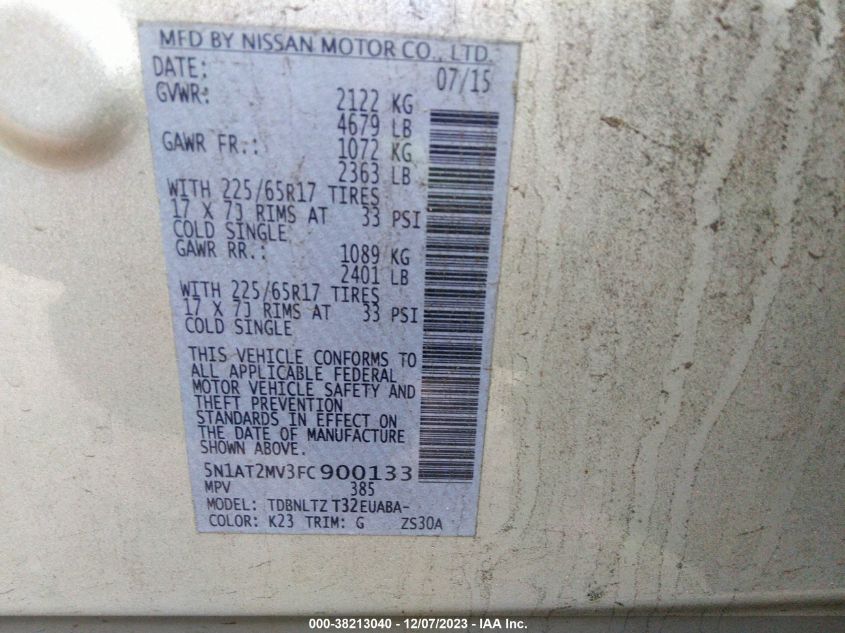 MFD BY NISSAN MOTOR CO., LTD.
DATE: 07/15
GVWR: 2122 KG
4679 LB
GAWR FR.: 1072 KG
2363 LB
WITH 225/65R17 TIRES
17 X 7J RIMS AT 33 PSI
COLD SINGLE
GAWR RR.: 1089 KG
2401 LB
WITH 225/65R17 TIRES
17 X 7J RIMS AT 33 PSI
COLD SINGLE
THIS VEHICLE CONFORMS TO
ALL APPLICABLE FEDERAL
MOTOR VEHICLE SAFETY AND
THEFT PREVENTION
STANDARDS IN EFFECT ON
THE DATE OF MANUFACTURE
SHOWN ABOVE.
5N1AT2MV3FC900133
MPV 385
MODEL: TDBNLTZ T32EUABA-
COLOR: K23 TRIM: G ZS30A
000-38213040 - 12/07/2023 - IAA Inc.